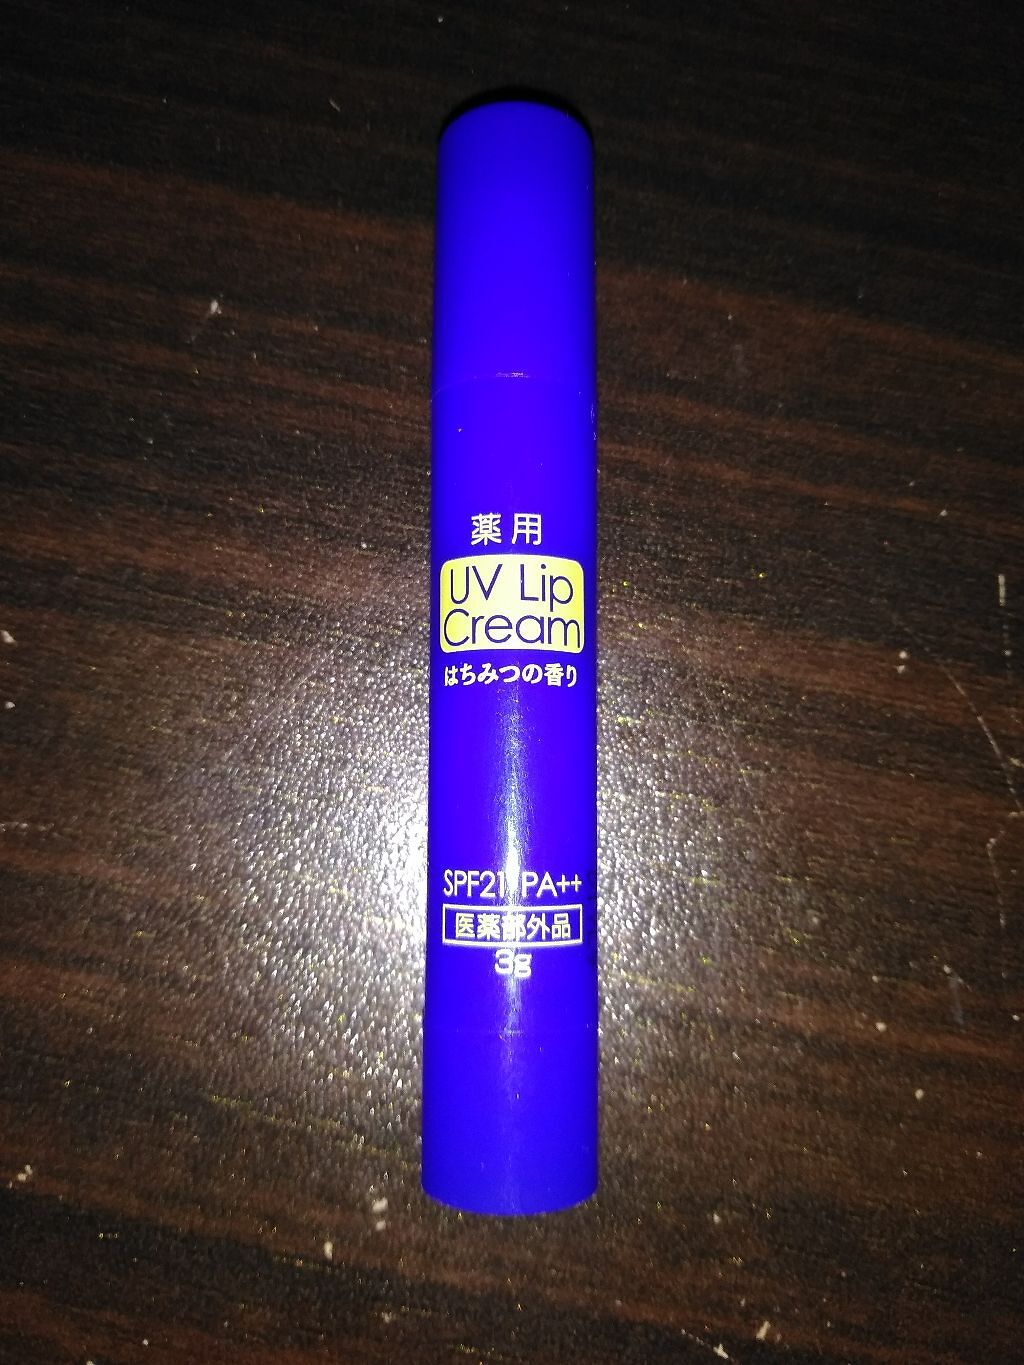 薬用
UV Lip
Cream
はちみつの香り
SPF21 PA++
医薬部外品
3g